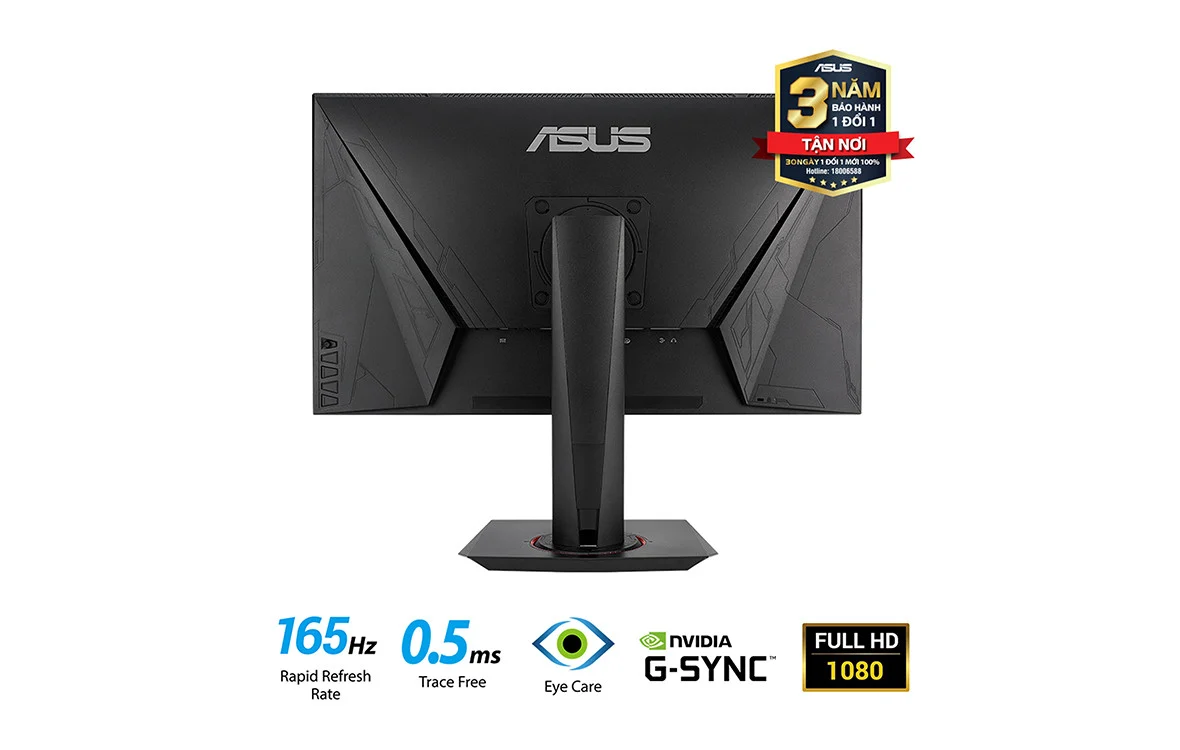 ASUS
3 NĂM
BẢO HÀNH
1 ĐỔI 1
TẬN NƠI
30NGÀY 1 ĐỔI 1 MỚI 100%
Hotline: 18006588
ASUS
165Hz
Rapid Refresh
Rate
0.5ms
Trace Free
Eye Care
NVIDIA
G-SYNC™
FULL HD
1080